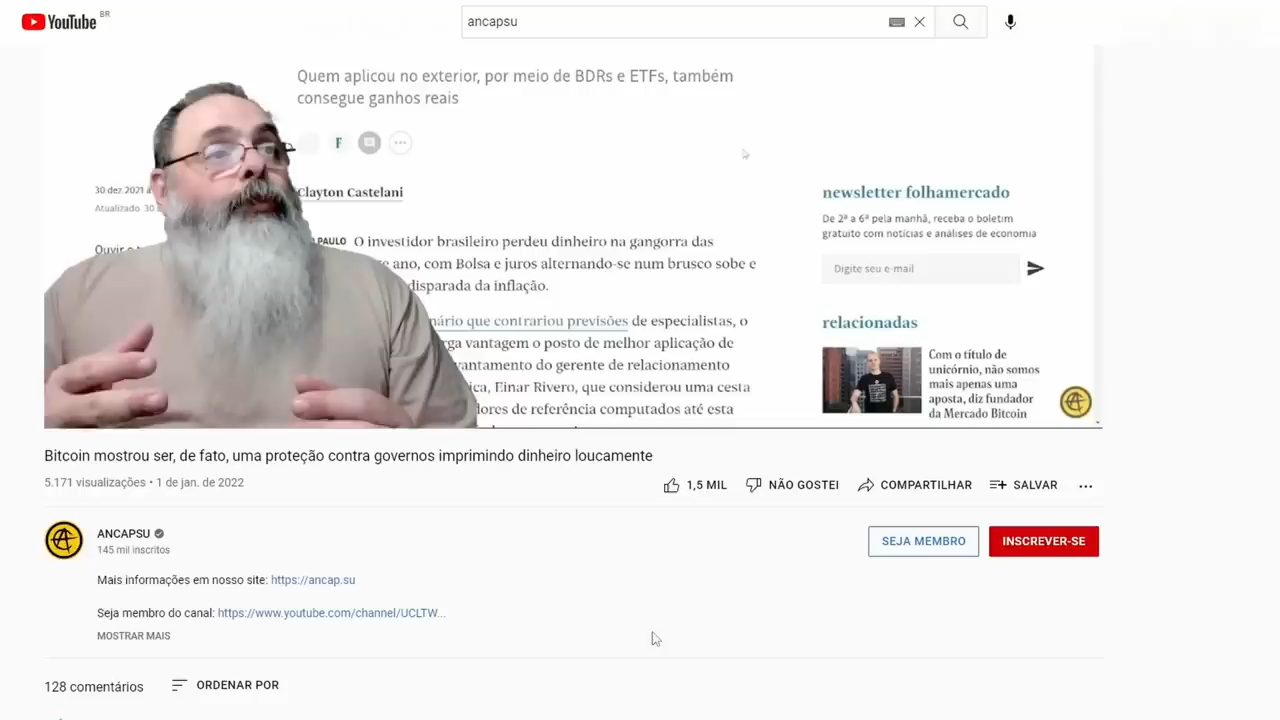 YouTube BR
ancapsu
Quem aplicou no exterior, por meio de BDRs e ETFs, também
consegue ganhos reais
F
30 dez.2021 à
Clayton Castelani
Atualizado 30
newsletter folhamercado
De 2ª a 6ª pela manhã, receba o boletim
gratuito com notícias e análises de economia
Digite seu e-mail
PAULO O investidor brasileiro perdeu dinheiro na gangorra das
ano, com Bolsa e juros alternando-se num brusco sobe e
disparada da inflação.
que contrariou previsões de especialistas, o
vantagem o posto de melhor aplicação de
do gerente de relacionamento
Einar Rivero, que considerou uma cesta
de referência computados até esta
relacionadas
Com o título de
unicórnio, não somos
mais apenas uma
aposta, diz fundador
da Mercado Bitcoin
Bitcoin mostrou ser, de fato, uma proteção contra governos imprimindo dinheiro loucamente
5.171 visualizações • 1 de jan. de 2022
1,5 MIL
NÃO GOSTEI
COMPARTILHAR
SALVAR
ANCAPSU
145 mil inscritos
SEJA MEMBRO
INSCREVER-SE
Mais informações em nosso site: https://ancap.su
Seja membro do canal: https://www.youtube.com/channel/UCLTW...
MOSTRAR MAIS
128 comentários
ORDENAR POR